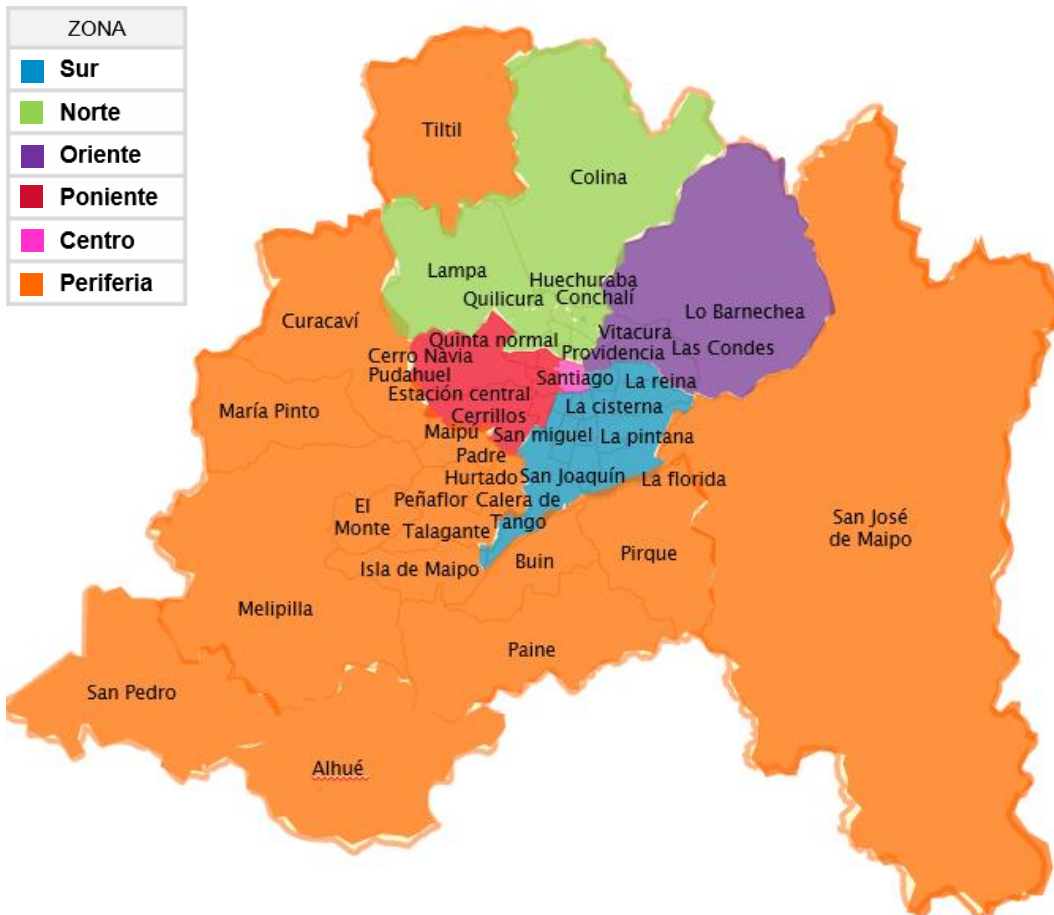 ZONA
Sur
Norte
Oriente
Poniente
Centro
Periferia
Tiltil
Colina
Lampa
Huechuraba
Quilicura
Conchalí
Lo Barnechea
Curacaví
Vitacura
Quinta normal
Providencia
Las Condes
Cerro Navia
Pudahuel
Santiago
La reina
Estación central
María Pinto
Cerrillos
La cisterna
Maipú
San miguel
La pintana
Padre
Hurtado
San Joaquín
La florida
Peñaflor
Calera de
Tango
El
Monte
Talagante
San José
de Maipo
Isla de Maipo
Buin
Pirque
Melipilla
Paine
San Pedro
Alhué